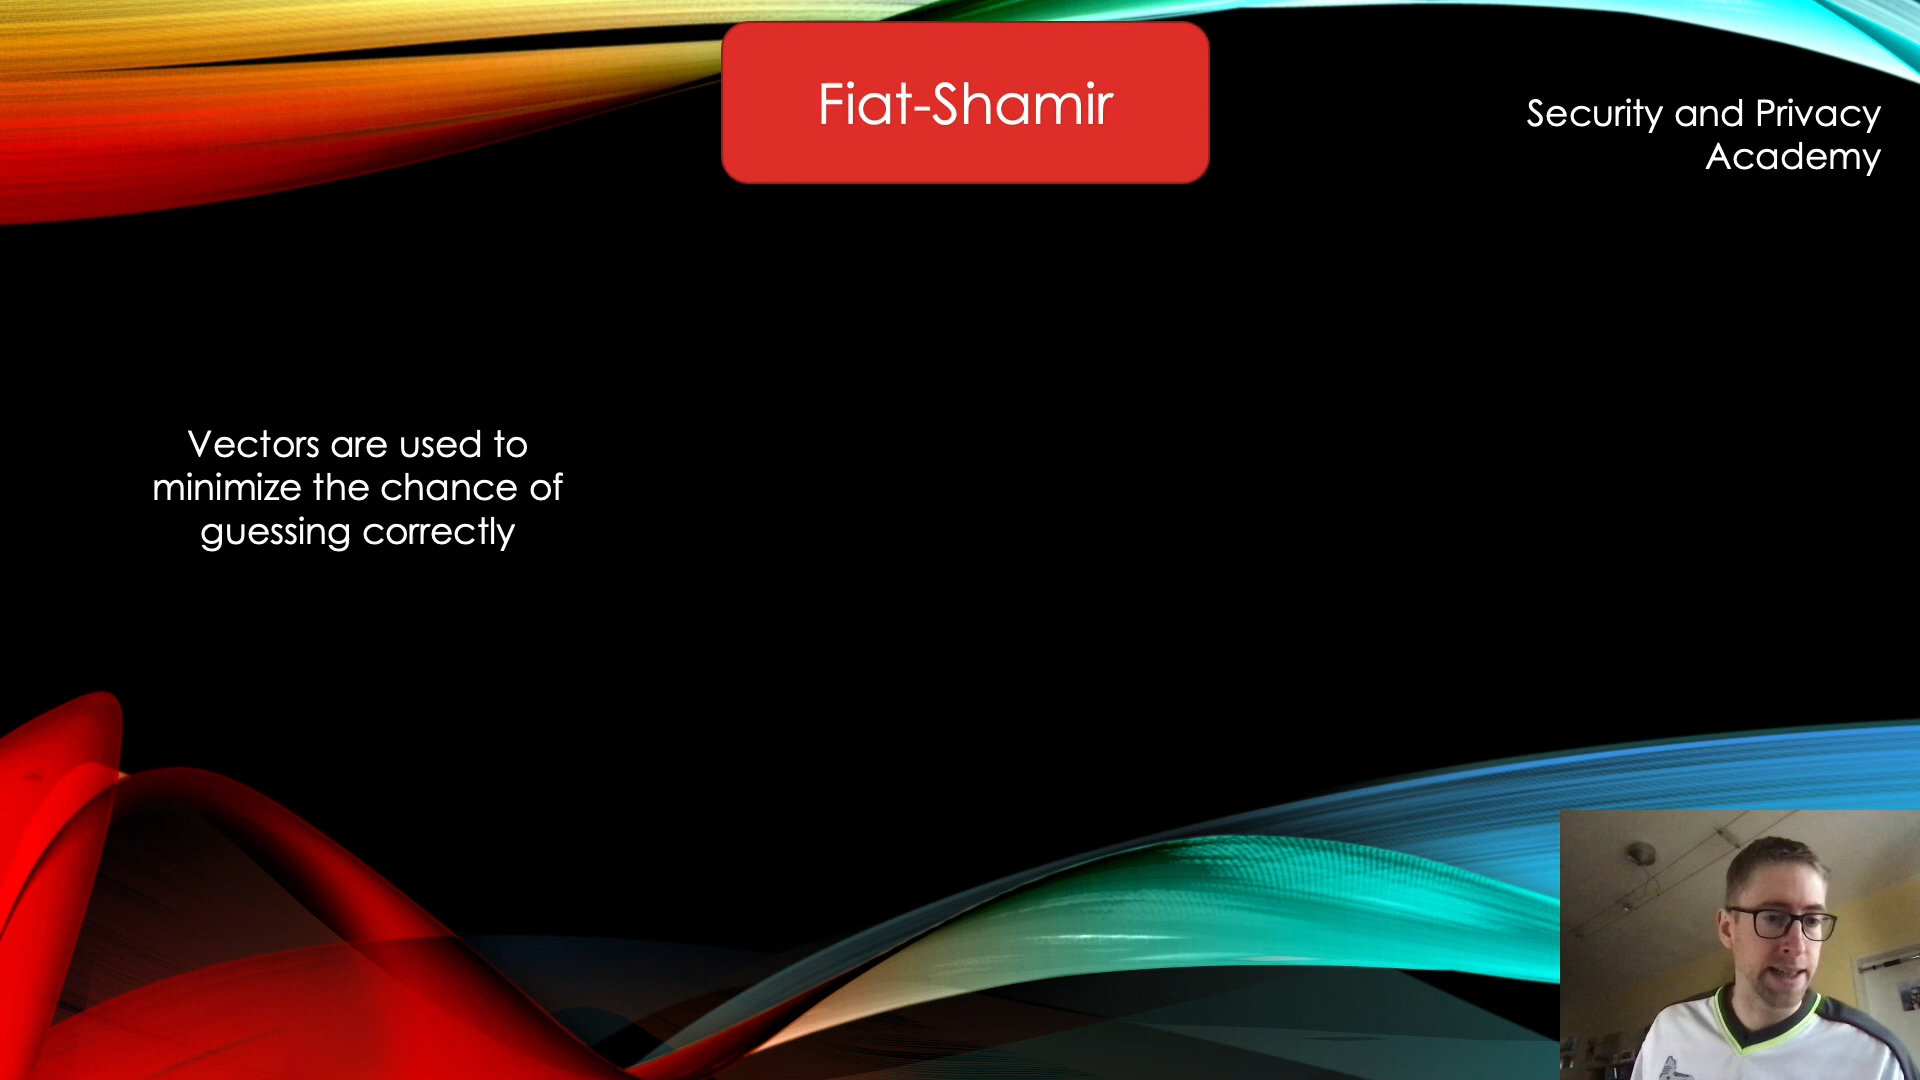 Fiat-Shamir
Security and Privacy
Academy
Vectors are used to
minimize the chance of
guessing correctly